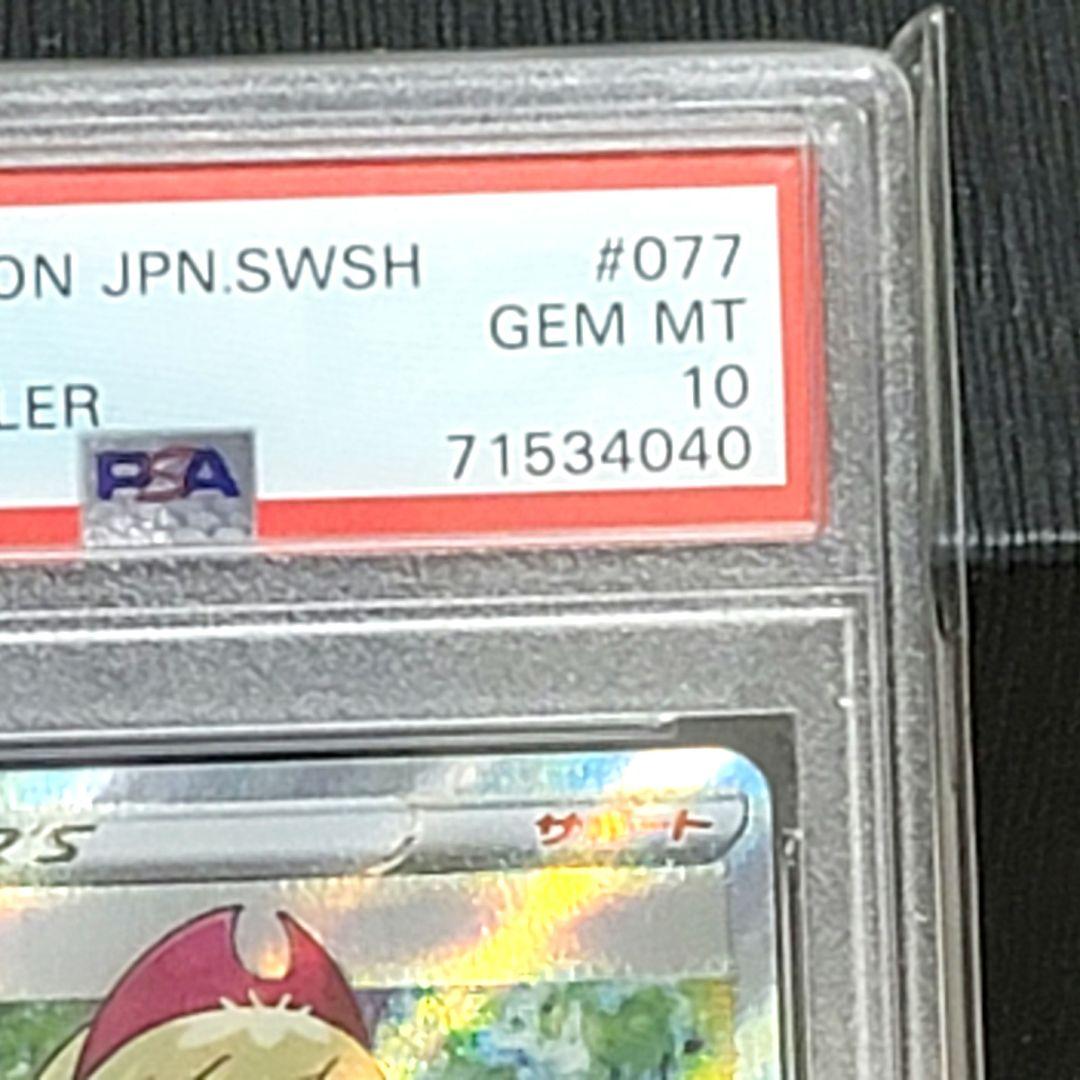 ON JPN.SWSH #077
GEM MT
LER 10
PSA 71534040
R'S サポート